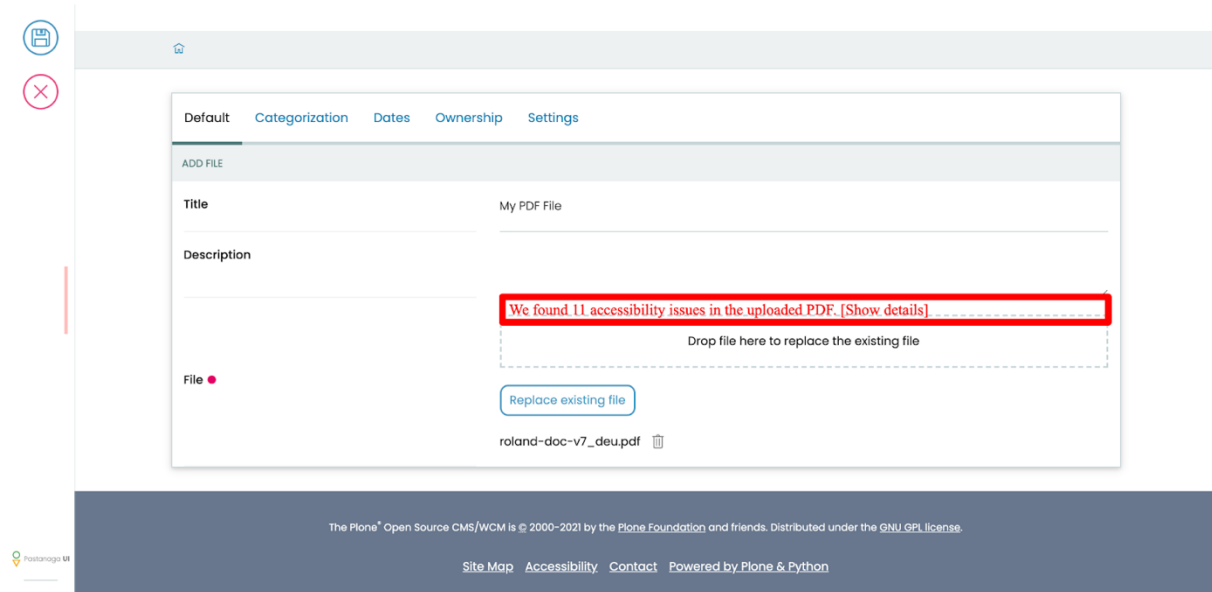 Default Categorization Dates Ownership Settings
ADD FILE
Title
My PDF File
Description
We found 11 accessibility issues in the uploaded PDF. [Show details]
Drop file here to replace the existing file
File
Replace existing file
roland-doc-v7_deu.pdf
The Plone® Open Source CMS/WCM is © 2000-2021 by the Plone Foundation and friends. Distributed under the GNU GPL license.
Site Map Accessibility Contact Powered by Plone & Python
Pastanaga UI